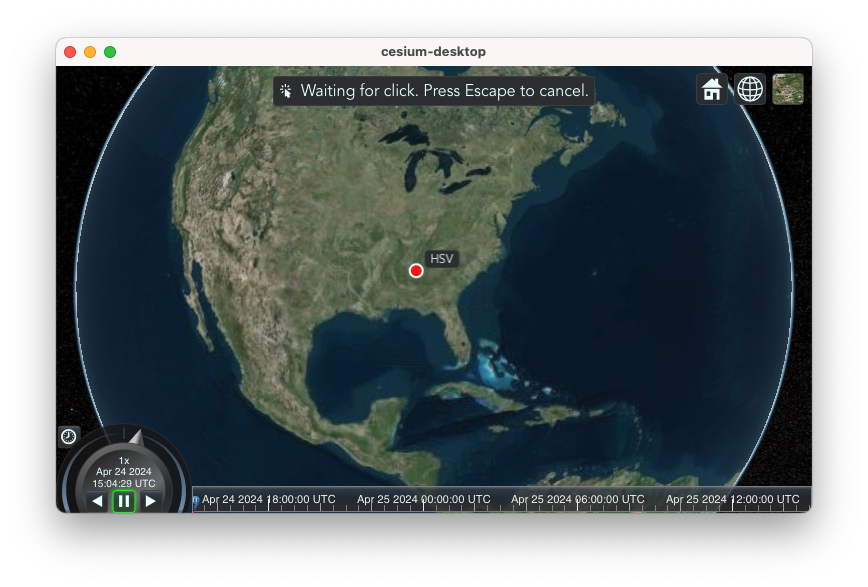 cesium-desktop
Waiting for click. Press Escape to cancel.
HSV
1x
Apr 24 2024
15:04:29 UTC
Apr 24 2024 18:00:00 UTC
Apr 25 2024 00:00:00 UTC
Apr 25 2024 06:00:00 UTC
Apr 25 2024 12:00:00 UTC